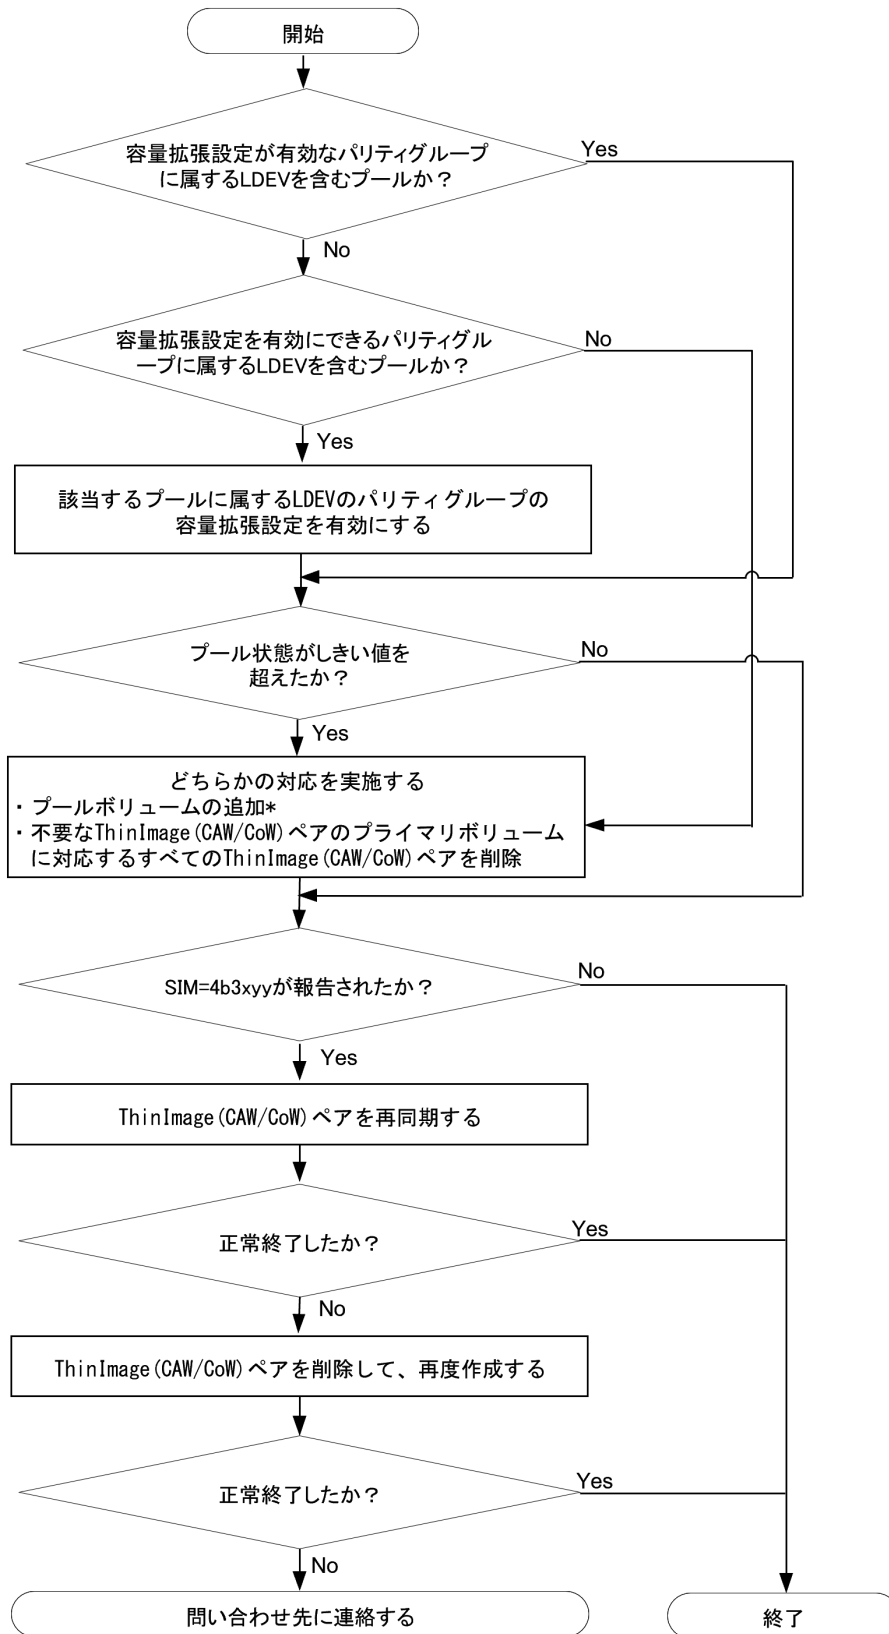 開始
容量拡張設定が有効なパリティグループ
に属するLDEVを含むプールか？
Yes
No
容量拡張設定を有効にできるパリティグル
ープに属するLDEVを含むプールか？
No
Yes
該当するプールに属するLDEVのパリティグループの
容量拡張設定を有効にする
プール状態がしきい値を
超えたか？
No
Yes
どちらかの対応を実施する
・プールボリュームの追加*
・不要なThinImage(CAW/CoW)ペアのプライマリボリューム
に対応するすべてのThinImage(CAW/CoW)ペアを削除
SIM=4b3xyyが報告されたか？
No
Yes
ThinImage(CAW/CoW)ペアを再同期する
正常終了したか？
Yes
No
ThinImage(CAW/CoW)ペアを削除して、再度作成する
正常終了したか？
Yes
No
問い合わせ先に連絡する
終了